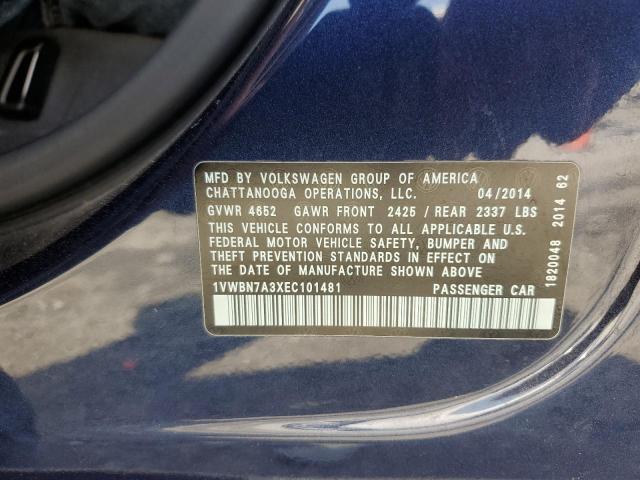 MFD BY VOLKSWAGEN GROUP OF AMERICA
CHATTANOOGA OPERATIONS, LLC. 04/2014
GVWR 4652 GAWR FRONT 2425 / REAR 2337 LBS
THIS VEHICLE CONFORMS TO ALL APPLICABLE U.S.
FEDERAL MOTOR VEHICLE SAFETY, BUMPER AND
THEFT PREVENTION STANDARDS IN EFFECT ON
THE DATE OF MANUFACTURE SHOWN ABOVE
1VWBN7A3XEC101481 PASSENGER CAR
1820048 2014 62